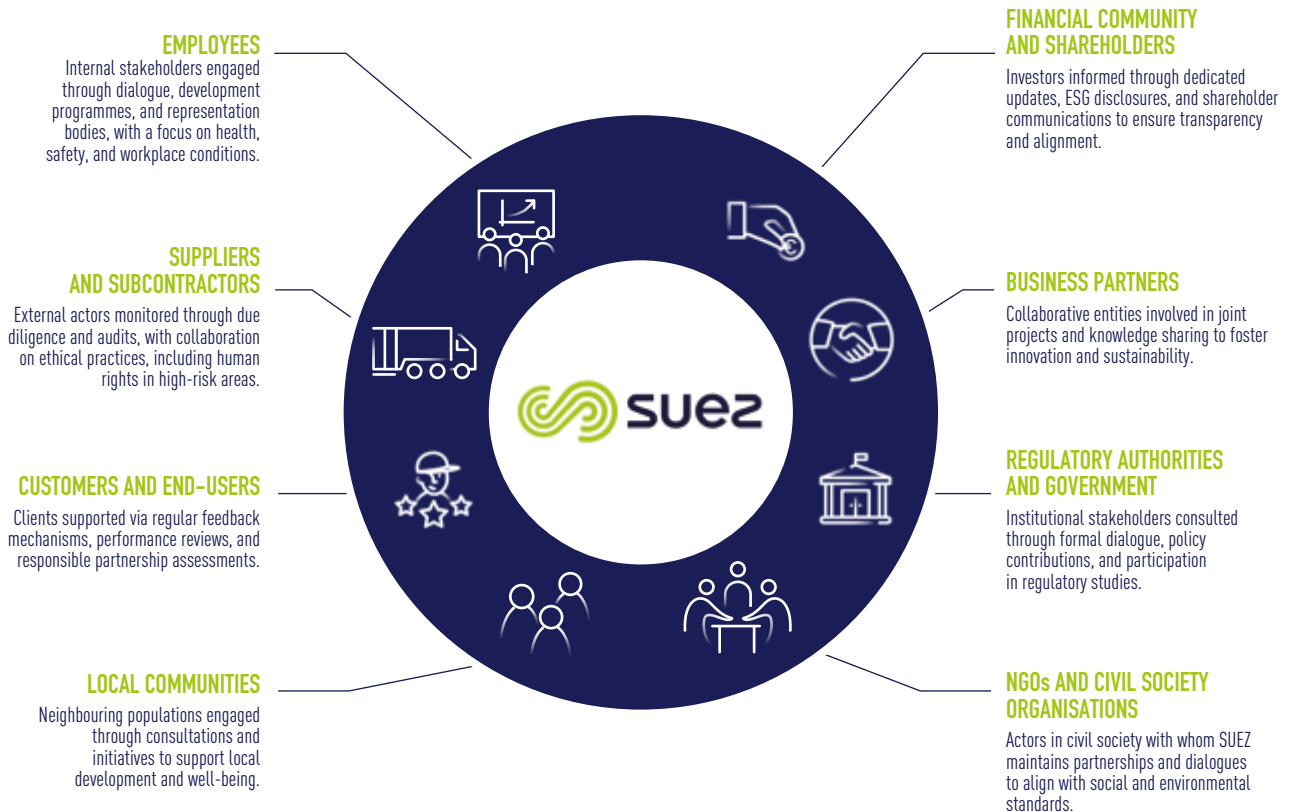 EMPLOYEES
Internal stakeholders engaged
through dialogue, development
programmes, and representation
bodies, with a focus on health,
safety, and workplace conditions.
SUPPLIERS
AND SUBCONTRACTORS
External actors monitored through due
diligence and audits, with collaboration
on ethical practices, including human
rights in high-risk areas.
CUSTOMERS AND END-USERS
Clients supported via regular feedback
mechanisms, performance reviews, and
responsible partnership assessments.
LOCAL COMMUNITIES
Neighbouring populations engaged
through consultations and
initiatives to support local
development and well-being.
suez
€
FINANCIAL COMMUNITY
AND SHAREHOLDERS
Investors informed through dedicated
updates, ESG disclosures, and shareholder
communications to ensure transparency
and alignment.
BUSINESS PARTNERS
Collaborative entities involved in joint
projects and knowledge sharing to foster
innovation and sustainability.
REGULATORY AUTHORITIES
AND GOVERNMENT
Institutional stakeholders consulted
through formal dialogue, policy
contributions, and participation
in regulatory studies.
NGOs AND CIVIL SOCIETY
ORGANISATIONS
Actors in civil society with whom SUEZ
maintains partnerships and dialogues
to align with social and environmental
standards.